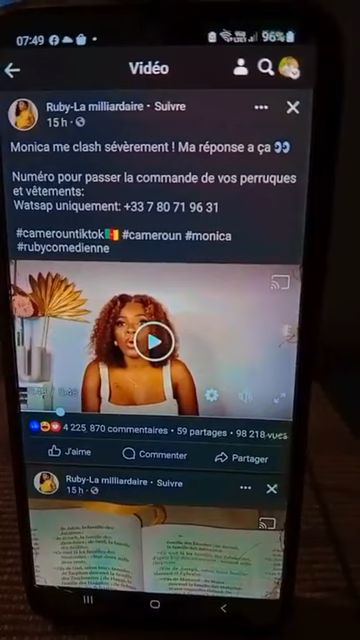 07:49
96%
Vidéo
Ruby-La milliardaire · Suivre
15 h ·
Monica me clash sévèrement ! Ma réponse a ça 👀
Numéro pour passer la commande de vos perruques
et vêtements:
Watsap uniquement: +33 7 80 71 96 31
#camerountiktok🇨🇲 #cameroun #monica
#rubycomedienne
4 225 870 commentaires · 59 partages · 98 218 vues
J'aime
Commenter
Partager
Ruby-La milliardaire · Suivre
15 h ·